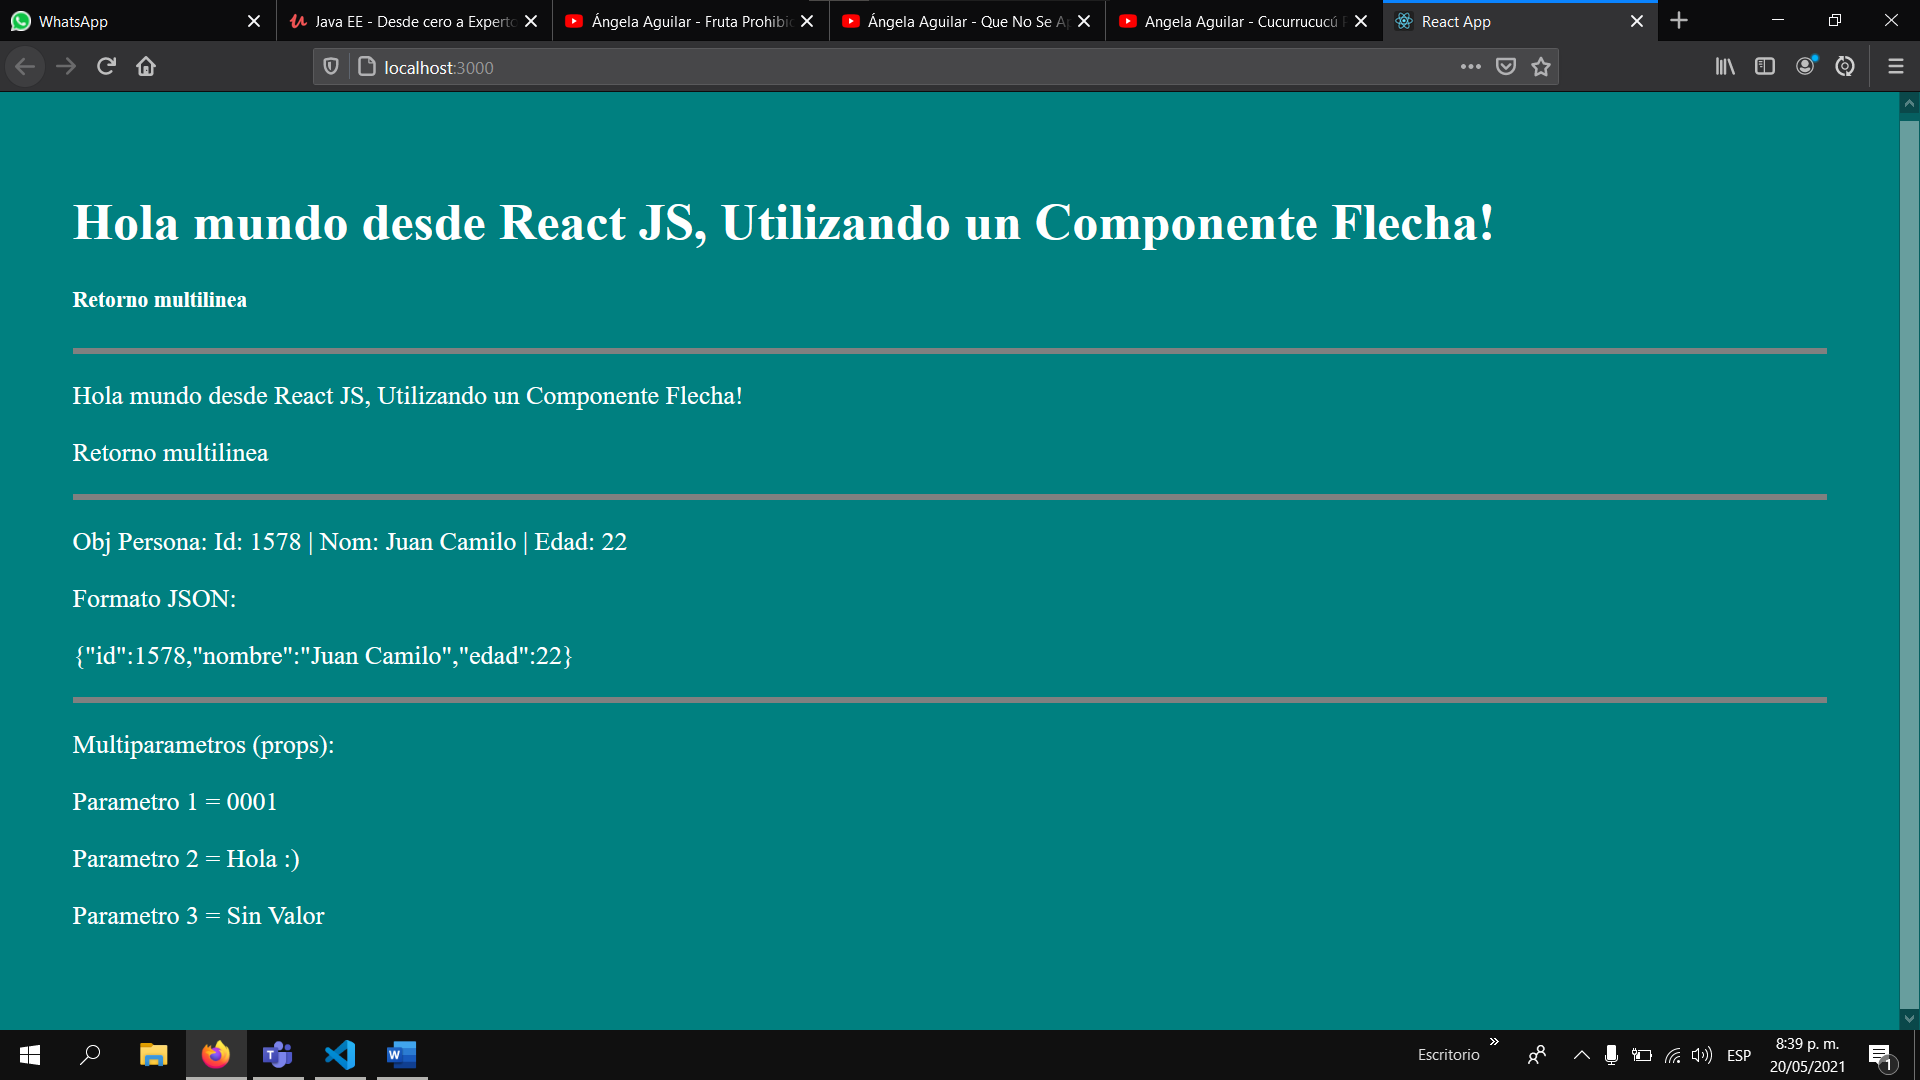 WhatsApp
Java EE - Desde cero a Experto
Ángela Aguilar - Fruta Prohibid
Ángela Aguilar - Que No Se Ap
Angela Aguilar - Cucurrucucú
React App
localhost:3000
Hola mundo desde React JS, Utilizando un Componente Flecha!
Retorno multilinea
Hola mundo desde React JS, Utilizando un Componente Flecha!
Retorno multilinea
Obj Persona: Id: 1578 | Nom: Juan Camilo | Edad: 22
Formato JSON:
{"id":1578,"nombre":"Juan Camilo","edad":22}
Multiparametros (props):
Parametro 1 = 0001
Parametro 2 = Hola :)
Parametro 3 = Sin Valor
Escritorio
ESP
8:39 p. m.
20/05/2021
1